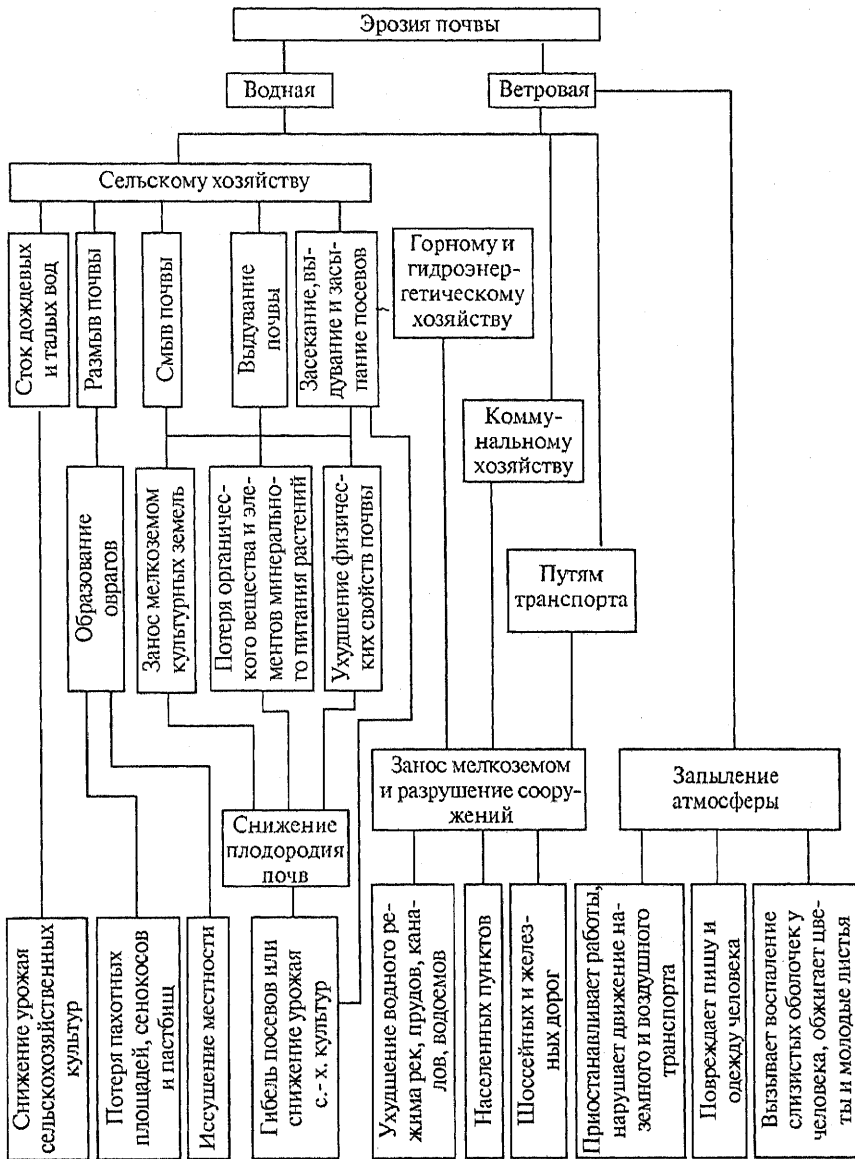 Эрозия почвы
Водная
Ветровая
Сельскому хозяйству
Сток дождевых
и талых вод
Размыв почвы
Смыв почвы
Выдувание
почвы
Засекание, вы-
дувание и засы-
пание посевов
Горному и
гидроэнер-
гетическому
хозяйству
Комму-
нальному
хозяйству
Путям
транспорта
Образование
оврагов
Занос мелкоземом
культурных земель
Потеря органичес-
кого вещества и эле-
ментов минерально-
го питания растений
Ухудшение физичес-
ких свойств почвы
Снижение
плодородия
почв
Занос мелкоземом
и разрушение соору-
жений
Запыление
атмосферы
Снижение урожая
сельскохозяйственных
культур
Потеря пахотных
площадей, сенокосов
и пастбищ
Иссушение местности
Гибель посевов или
снижение урожая
с.- х. культур
Ухудшение водного ре-
жима рек, прудов, кана-
лов, водоемов
Населенных пунктов
Шоссейных и желез-
ных дорог
Приостанавливает работы,
нарушает движение на-
земного и воздушного
транспорта
Повреждает пищу и
одежду человека
Вызывает воспаление
слизистых оболочек у
человека, обжигает цве-
ты и молодые листья